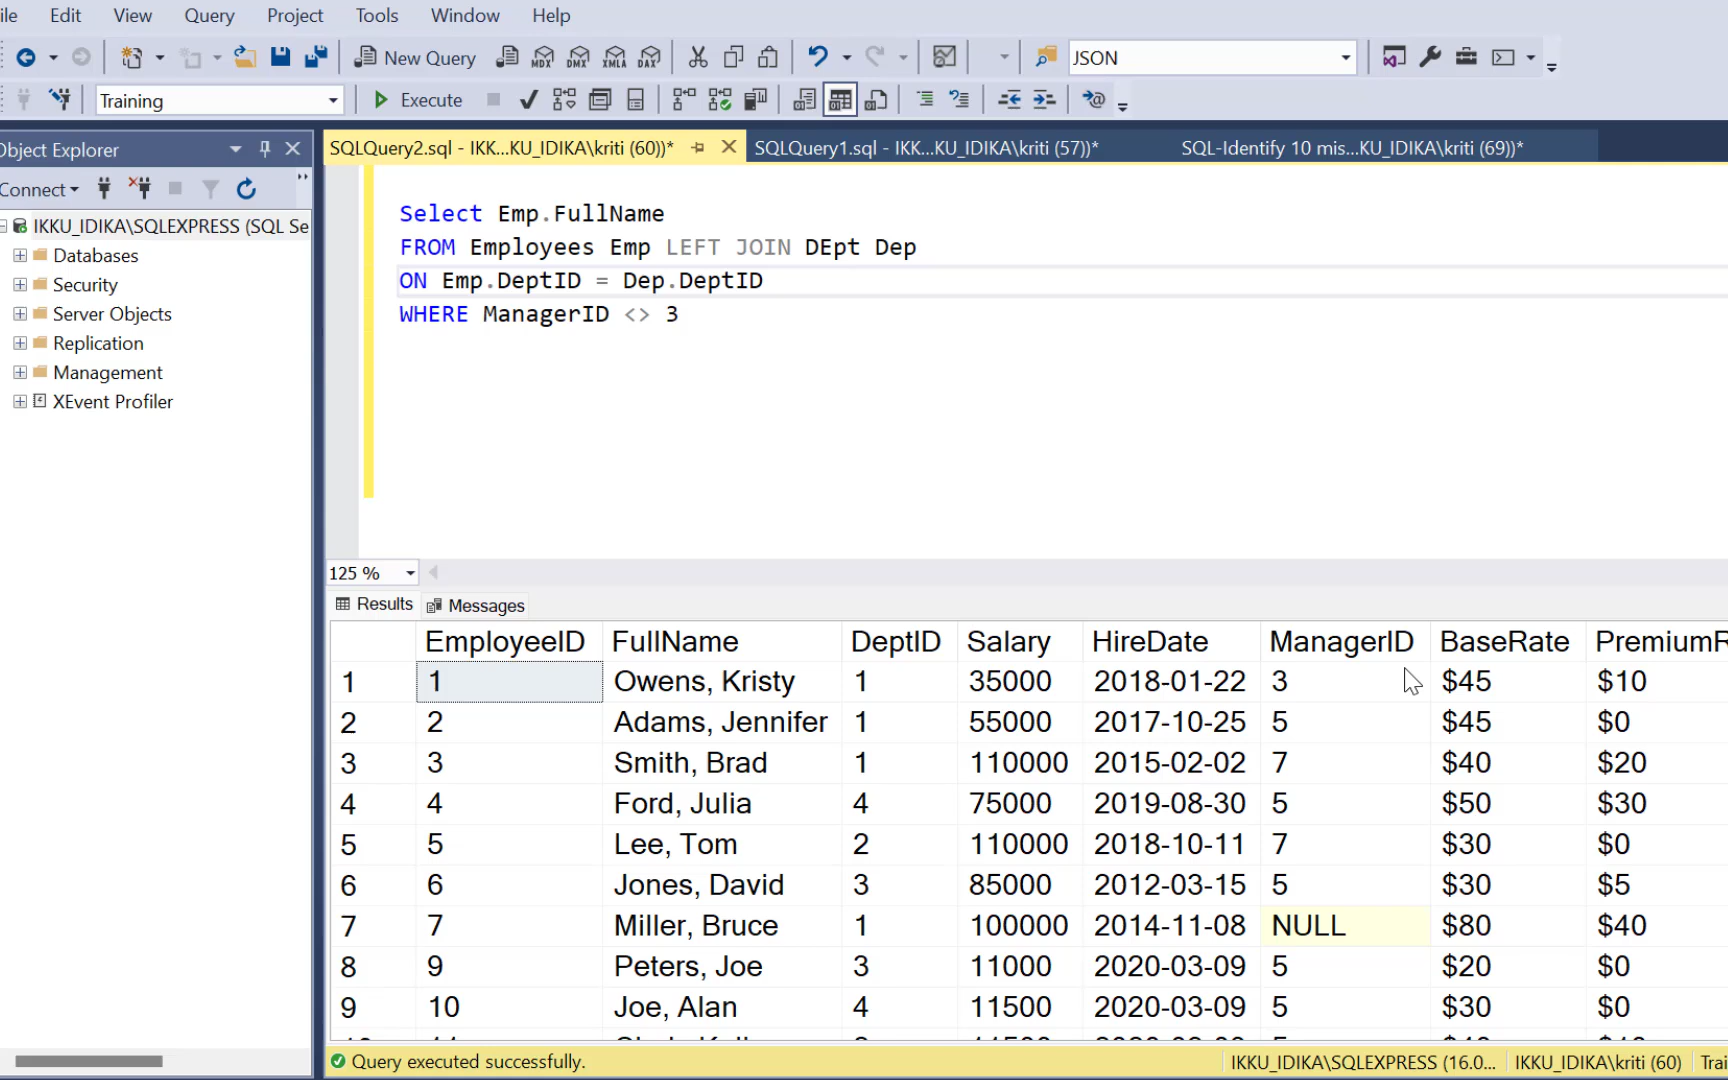 Edit View Query Project Tools Window Help
New Query MDX DMX XMLA DAX JSON
Training Execute
Object Explorer
SQLQuery2.sql - IKK...KU_IDIKA\kriti (60))* SQLQuery1.sql - IKK...KU_IDIKA\kriti (57))* SQL-Identify 10 mis...KU_IDIKA\kriti (69))*
Connect
IKKU_IDIKA\SQLEXPRESS (SQL Se
Databases
Security
Server Objects
Replication
Management
XEvent Profiler
Select Emp.FullName
FROM Employees Emp LEFT JOIN DEpt Dep
ON Emp.DeptID = Dep.DeptID
WHERE ManagerID <> 3
125 %
Results Messages
EmployeeID FullName DeptID Salary HireDate ManagerID BaseRate PremiumR
1 1 Owens, Kristy 1 35000 2018-01-22 3 $45 $10
2 2 Adams, Jennifer 1 55000 2017-10-25 5 $45 $0
3 3 Smith, Brad 1 110000 2015-02-02 7 $40 $20
4 4 Ford, Julia 4 75000 2019-08-30 5 $50 $30
5 5 Lee, Tom 2 110000 2018-10-11 7 $30 $0
6 6 Jones, David 3 85000 2012-03-15 5 $30 $5
7 7 Miller, Bruce 1 100000 2014-11-08 NULL $80 $40
8 9 Peters, Joe 3 11000 2020-03-09 5 $20 $0
9 10 Joe, Alan 4 11500 2020-03-09 5 $30 $0
Query executed successfully. IKKU_IDIKA\SQLEXPRESS (16.0... IKKU_IDIKA\kriti (60) Trai